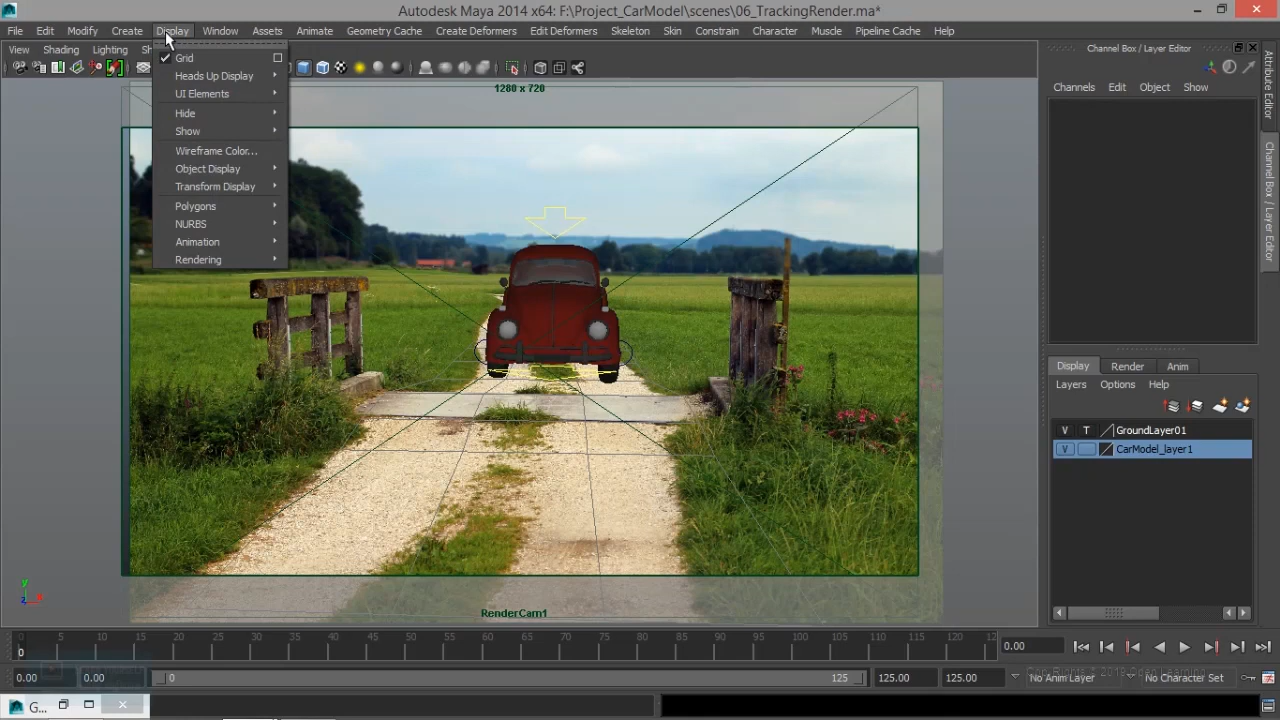 Autodesk Maya 2014 x64: F:\Project_CarModel\scenes\06_TrackingRender.ma*
File Edit Modify Create Display Window Assets Animate Geometry Cache Create Deformers Edit Deformers Skeleton Skin Constrain Character Muscle Pipeline Cache Help
View Shading Lighting Sh
Channel Box / Layer Editor
Grid
Heads Up Display
UI Elements
Hide
Show
Wireframe Color...
Object Display
Transform Display
Polygons
NURBS
Animation
Rendering
1280 x 720
RenderCam1
y
Channels Edit Object Show
Attribute Editor
Channel Box / Layer Editor
Display Render Anim
Layers Options Help
V T GroundLayer01
V CarModel_layer1
0 5 10 15 20 25 30 35 40 45 50 55 60 65 70 75 80 85 90 95 100 105 110 115 120 12
0
0.00
0.00 0.00 0 125 125.00 125.00 No Anim Layer No Character Set
G...